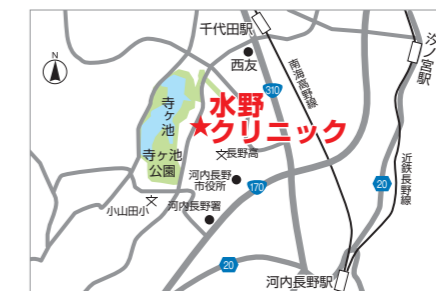 千代田駅
汐ノ宮駅
N
西友
南海高野線
310
水野
クリニック
寺ヶ池
長野高
寺ヶ池
公園
河内長野
市役所
170
近鉄長野線
20
小山田小
河内長野署
20
河内長野駅